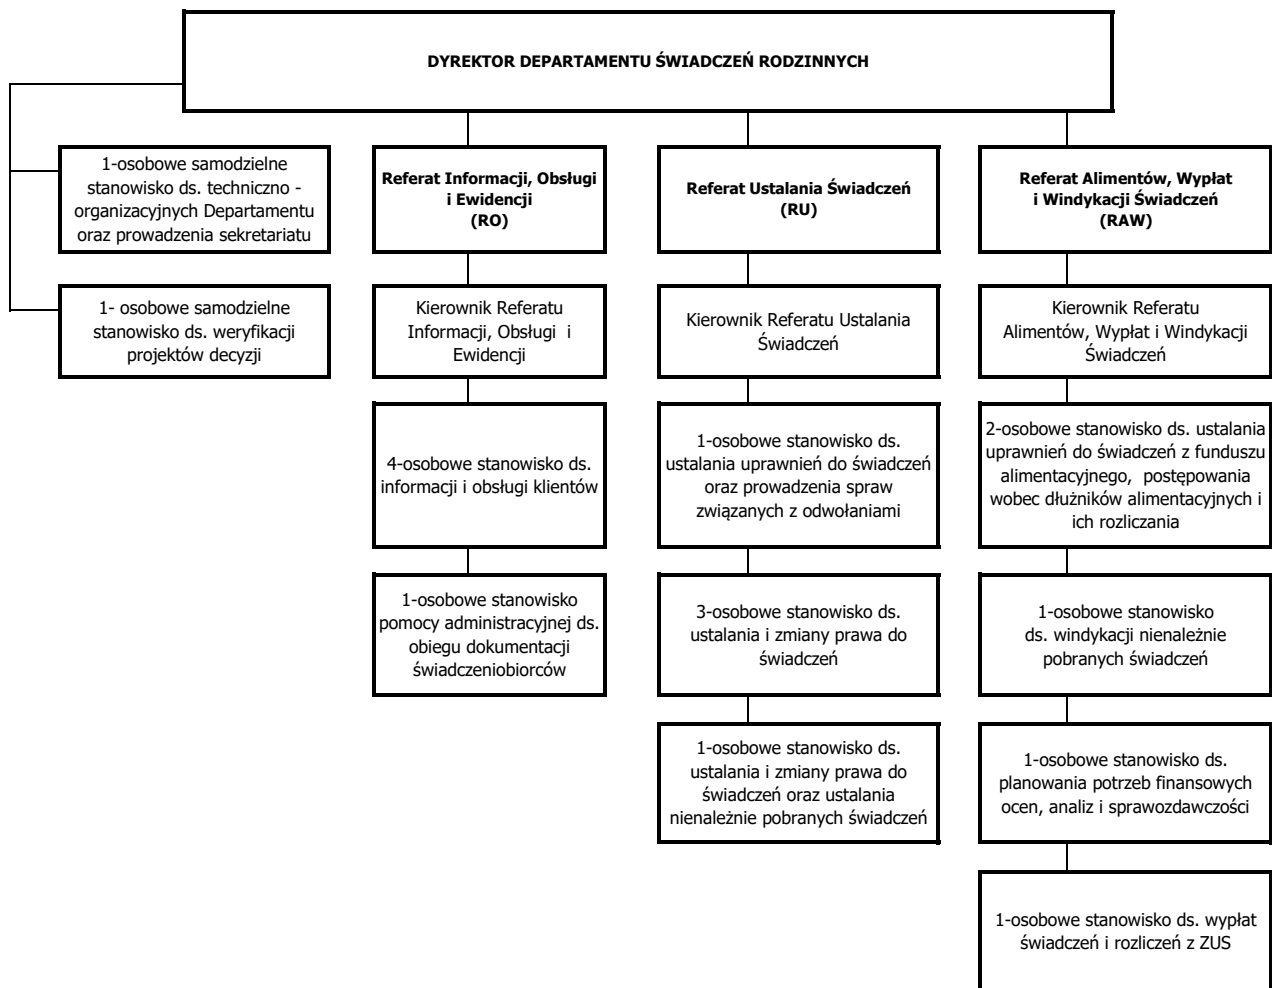 DYREKTOR DEPARTAMENTU ŚWIADCZEŃ RODZINNYCH
1-osobowe samodzielne
stanowisko ds. techniczno -
organizacyjnych Departamentu
oraz prowadzenia sekretariatu
1- osobowe samodzielne
stanowisko ds. weryfikacji
projektów decyzji
Referat Informacji, Obsługi
i Ewidencji
(RO)
Kierownik Referatu
Informacji, Obsługi i
Ewidencji
4-osobowe stanowisko ds.
informacji i obsługi klientów
1-osobowe stanowisko
pomocy administracyjnej ds.
obiegu dokumentacji
świadczeniobiorców
Referat Ustalania Świadczeń
(RU)
Kierownik Referatu Ustalania
Świadczeń
1-osobowe stanowisko ds.
ustalania uprawnień do świadczeń
oraz prowadzenia spraw
związanych z odwołaniami
3-osobowe stanowisko ds.
ustalania i zmiany prawa do
świadczeń
1-osobowe stanowisko ds.
ustalania i zmiany prawa do
świadczeń oraz ustalania
nienależnie pobranych świadczeń
Referat Alimentów, Wypłat
i Windykacji Świadczeń
(RAW)
Kierownik Referatu
Alimentów, Wypłat i Windykacji
Świadczeń
2-osobowe stanowisko ds. ustalania
uprawnień do świadczeń z funduszu
alimentacyjnego, postępowania
wobec dłużników alimentacyjnych i
ich rozliczania
1-osobowe stanowisko
ds. windykacji nienależnie
pobranych świadczeń
1-osobowe stanowisko ds.
planowania potrzeb finansowych
ocen, analiz i sprawozdawczości
1-osobowe stanowisko ds. wypłat
świadczeń i rozliczeń z ZUS